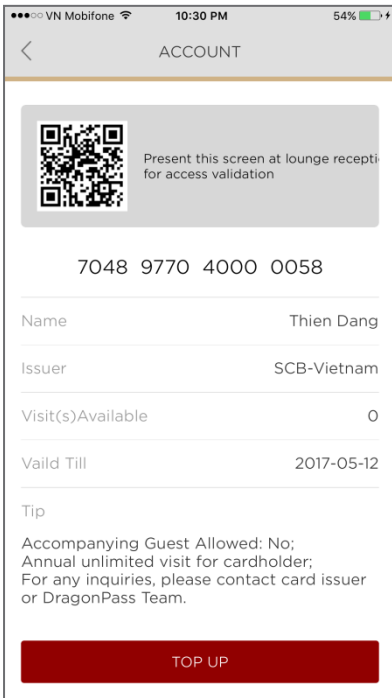 VN Mobifone 10:30 PM 54%
ACCOUNT
Present this screen at lounge recepti
for access validation
7048 9770 4000 0058
Name Thien Dang
Issuer SCB-Vietnam
Visit(s)Available 0
Vaild Till 2017-05-12
Tip
Accompanying Guest Allowed: No;
Annual unlimited visit for cardholder;
For any inquiries, please contact card issuer
or DragonPass Team.
TOP UP